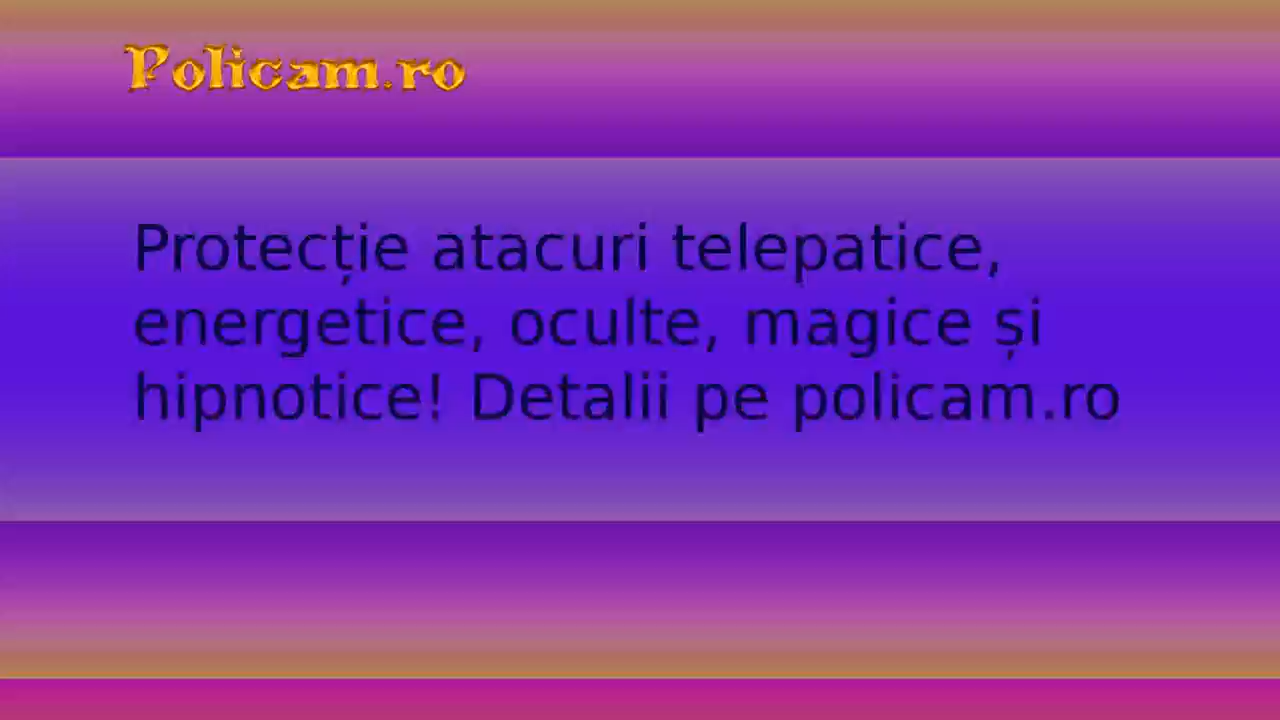 Policam.ro
Protecție atacuri telepatice,
energetice, oculte, magice și
hipnotice! Detalii pe policam.ro